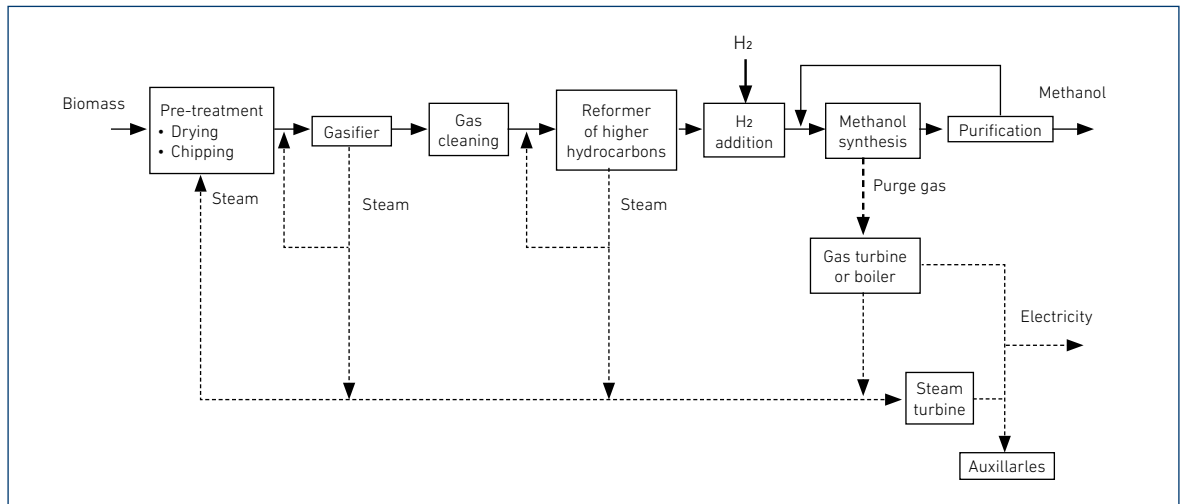 H₂
Biomass
Pre-treatment
• Drying
• Chipping
Gasifier
Gas
cleaning
Reformer
of higher
hydrocarbons
H₂
addition
Methanol
synthesis
Purification
Methanol
Steam
Steam
Steam
Purge gas
Gas turbine
or boiler
Electricity
Steam
turbine
Auxillarles